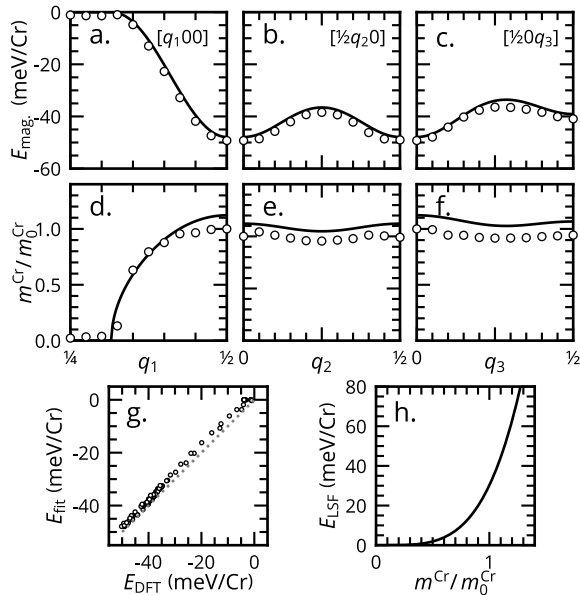 0
-20
-40
-60
E_mag. (meV/Cr)
a. [q₁00]
b. [½q₂0]
c. [½0q₃]
1.0
0.5
0.0
m^Cr/m₀^Cr
d.
e.
f.
¼ q₁ ½
0 q₂ ½
0 q₃ ½
g.
0
-20
-40
E_fit (meV/Cr)
-40 -20 0
E_DFT (meV/Cr)
h.
80
60
40
20
0
E_LSF (meV/Cr)
0 1
m^Cr/m₀^Cr